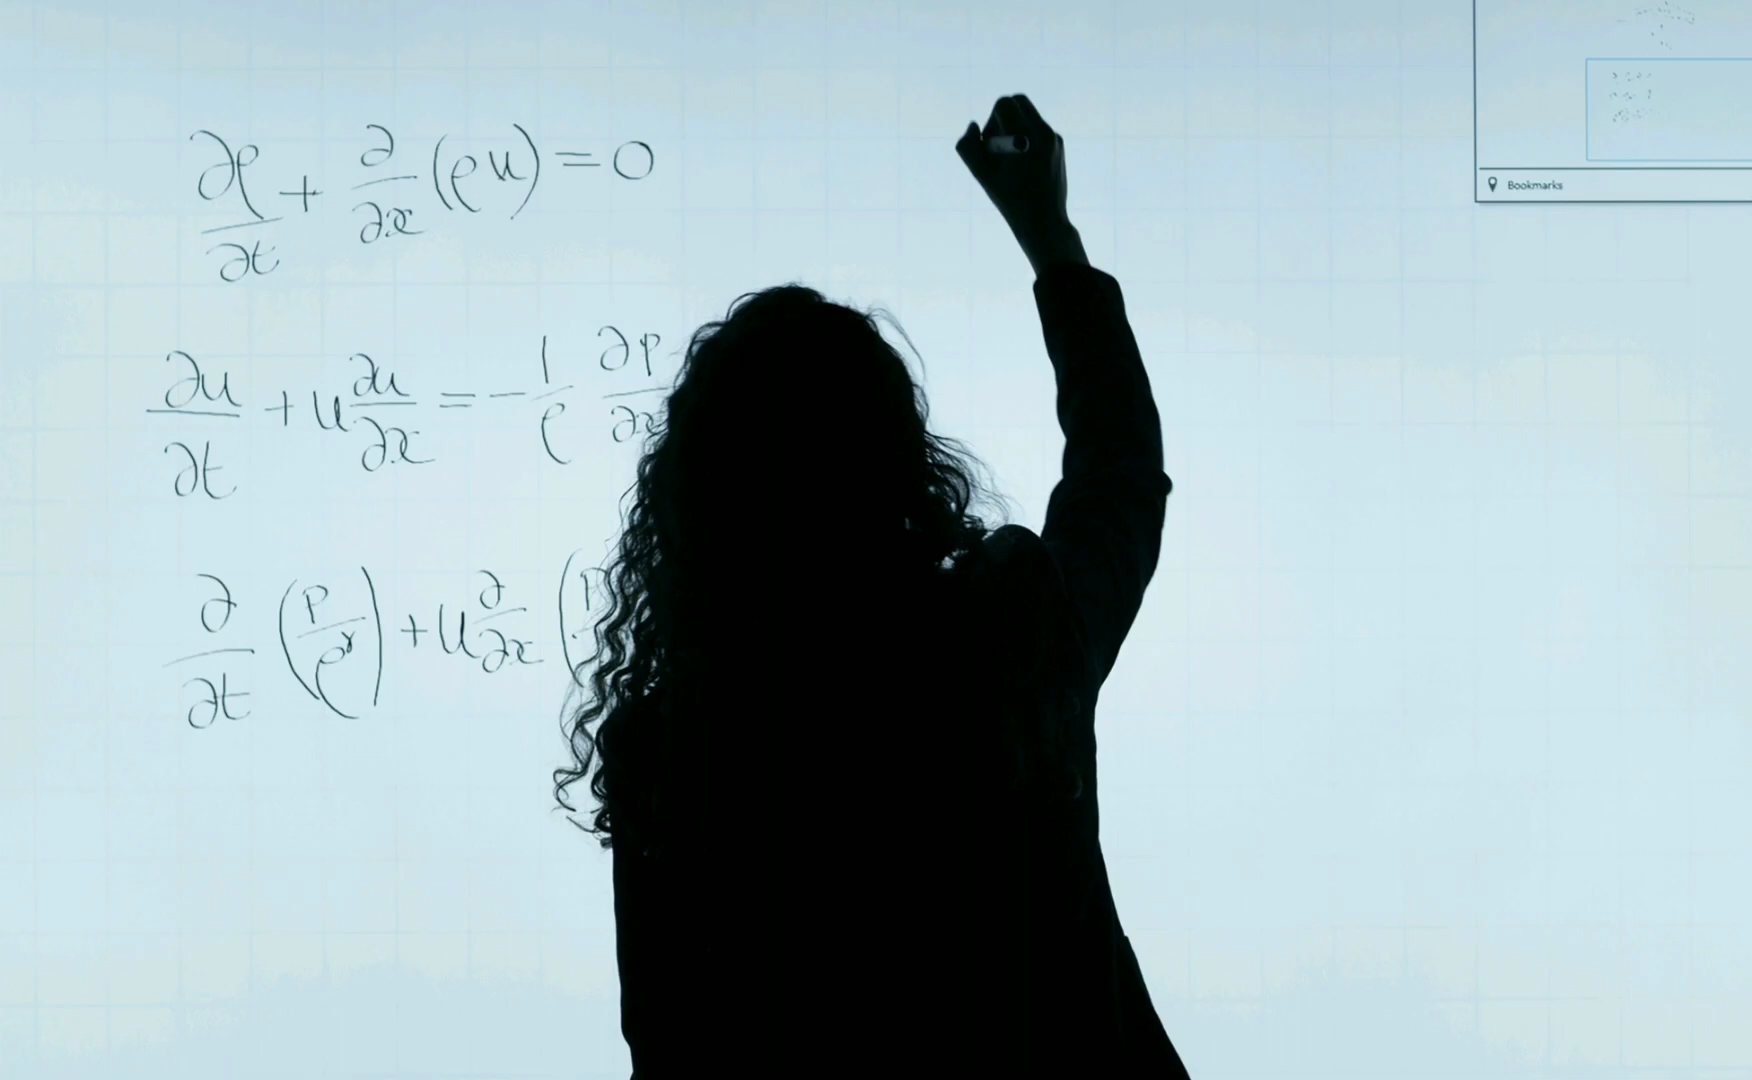 ∂ρ/∂t + ∂/∂x (ρu) = 0
∂u/∂t + u ∂u/∂x = - 1/ρ ∂p/∂x
∂/∂t (p/ρ^γ) + u ∂/∂x (p
Bookmarks